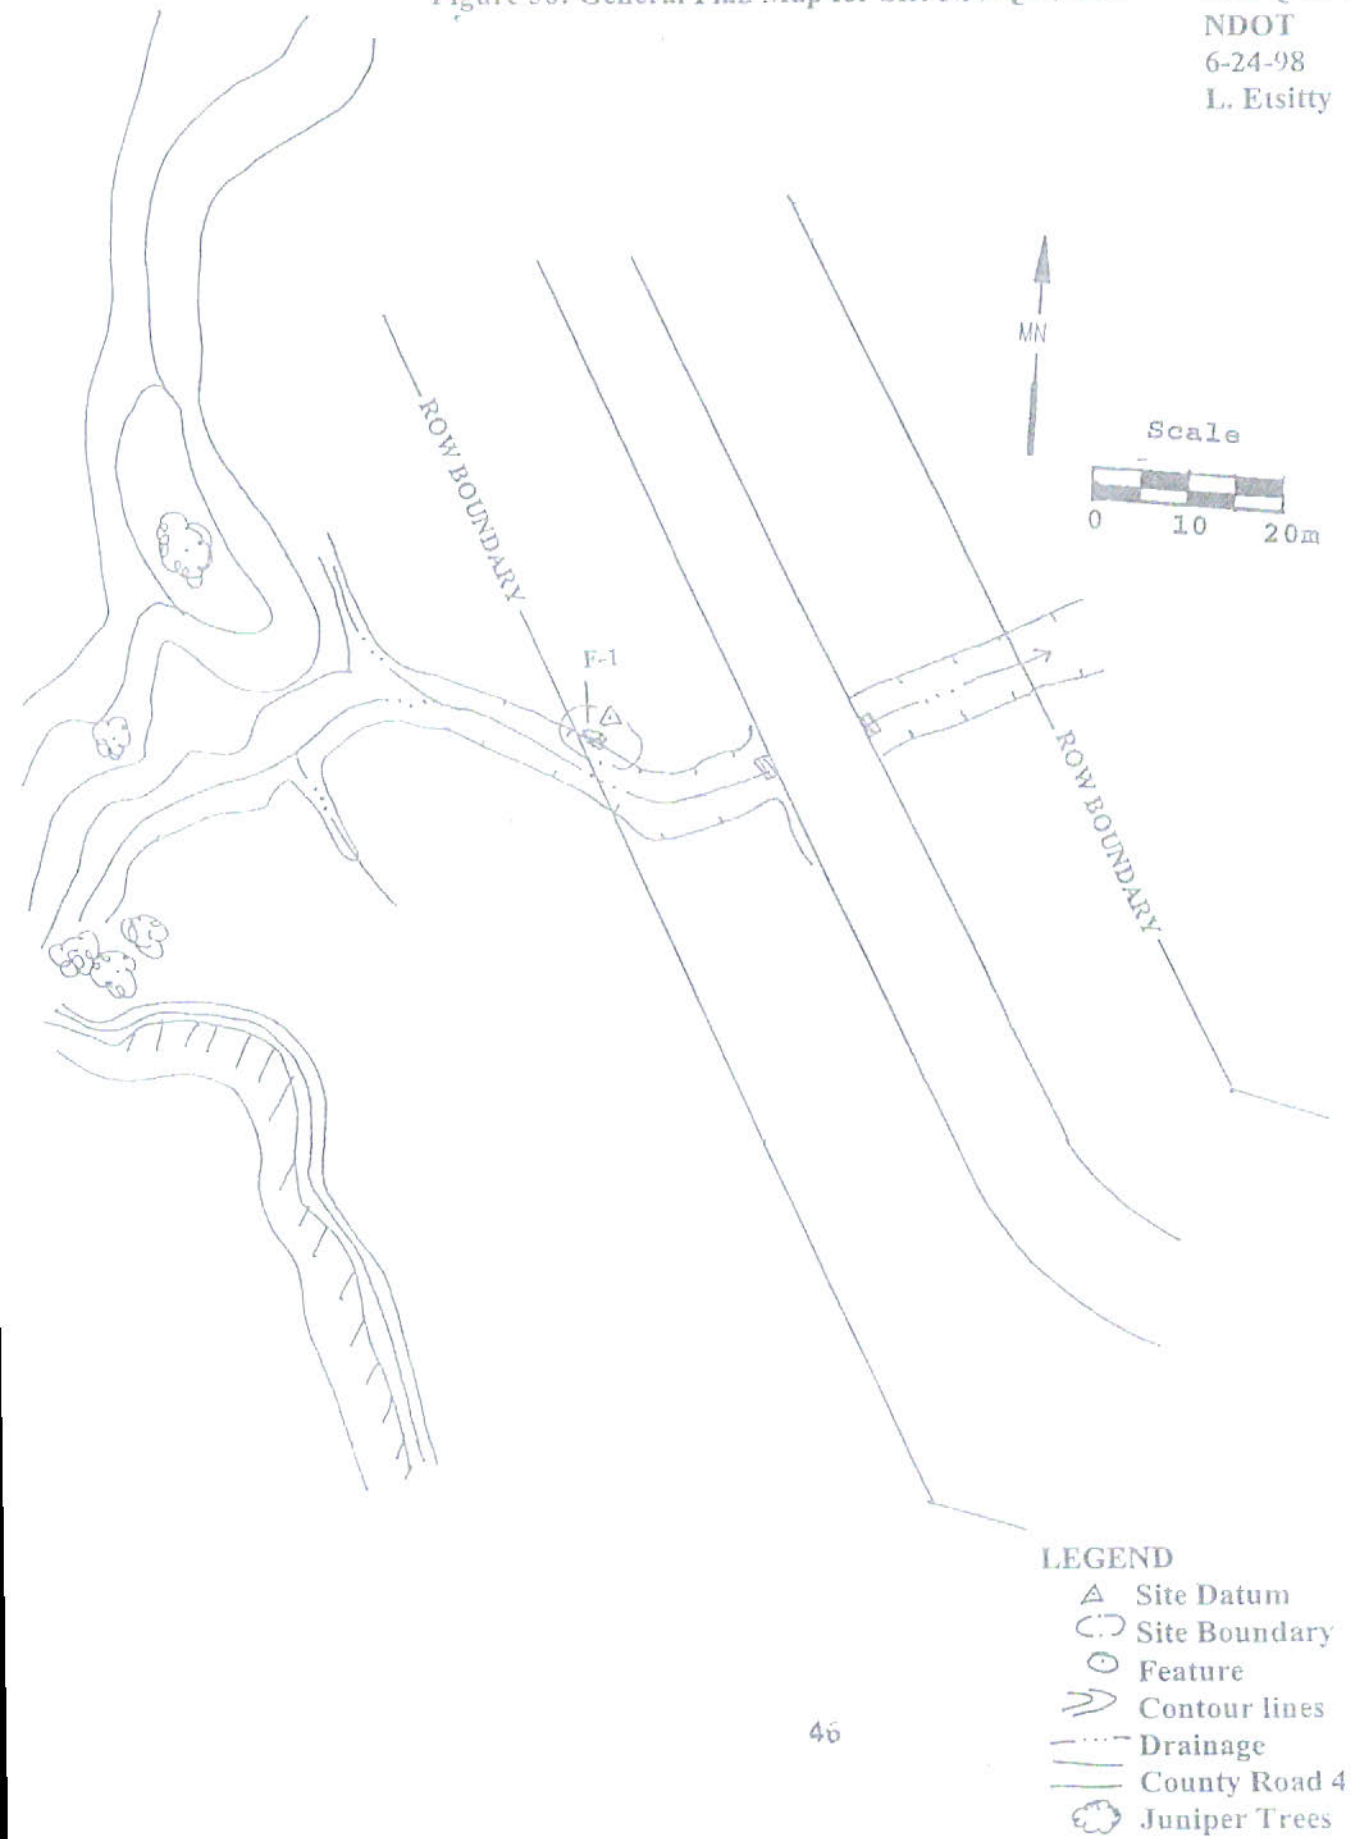 NDOT
6-24-98
L. Etsitty
MN
Scale
0 10 20m
ROW BOUNDARY
F-1
ROW BOUNDARY
LEGEND
Site Datum
Site Boundary
Feature
Contour lines
Drainage
County Road 4
Juniper Trees
46